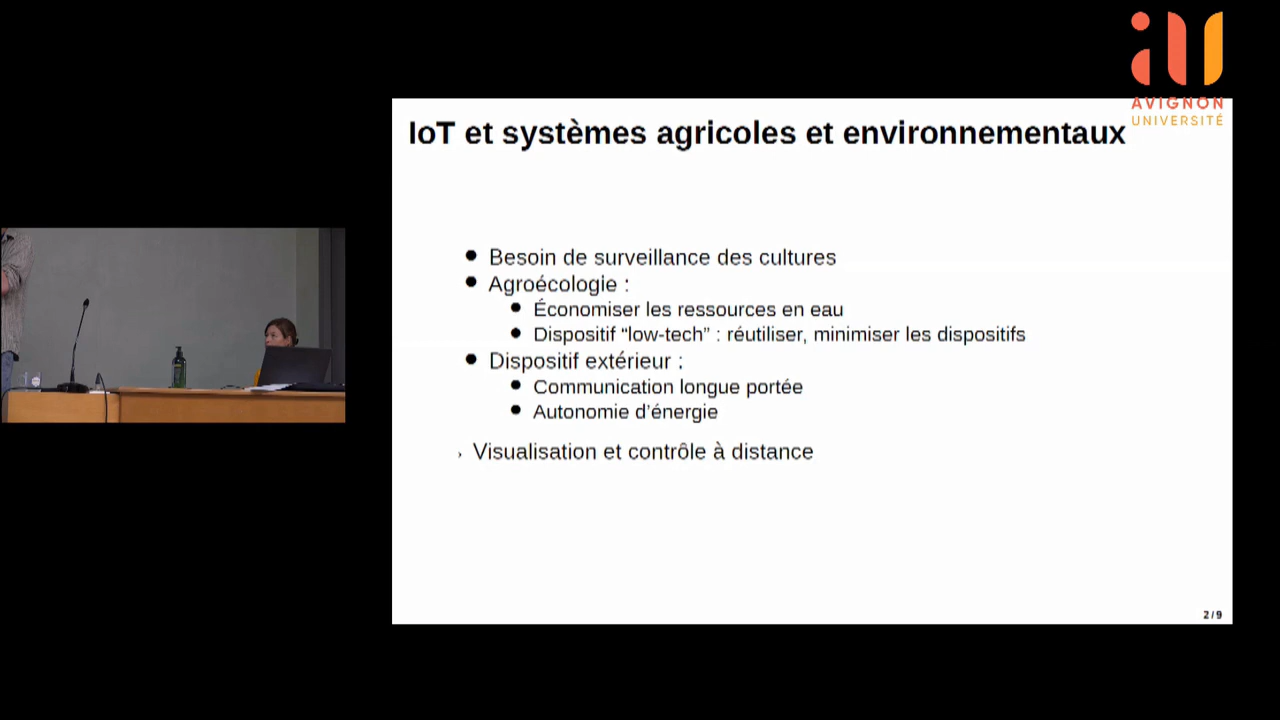 AVIGNON
UNIVERSITÉ
IoT et systèmes agricoles et environnementaux
● Besoin de surveillance des cultures
● Agroécologie :
● Économiser les ressources en eau
● Dispositif “low-tech” : réutiliser, minimiser les dispositifs
● Dispositif extérieur :
● Communication longue portée
● Autonomie d’énergie
› Visualisation et contrôle à distance
2 / 9